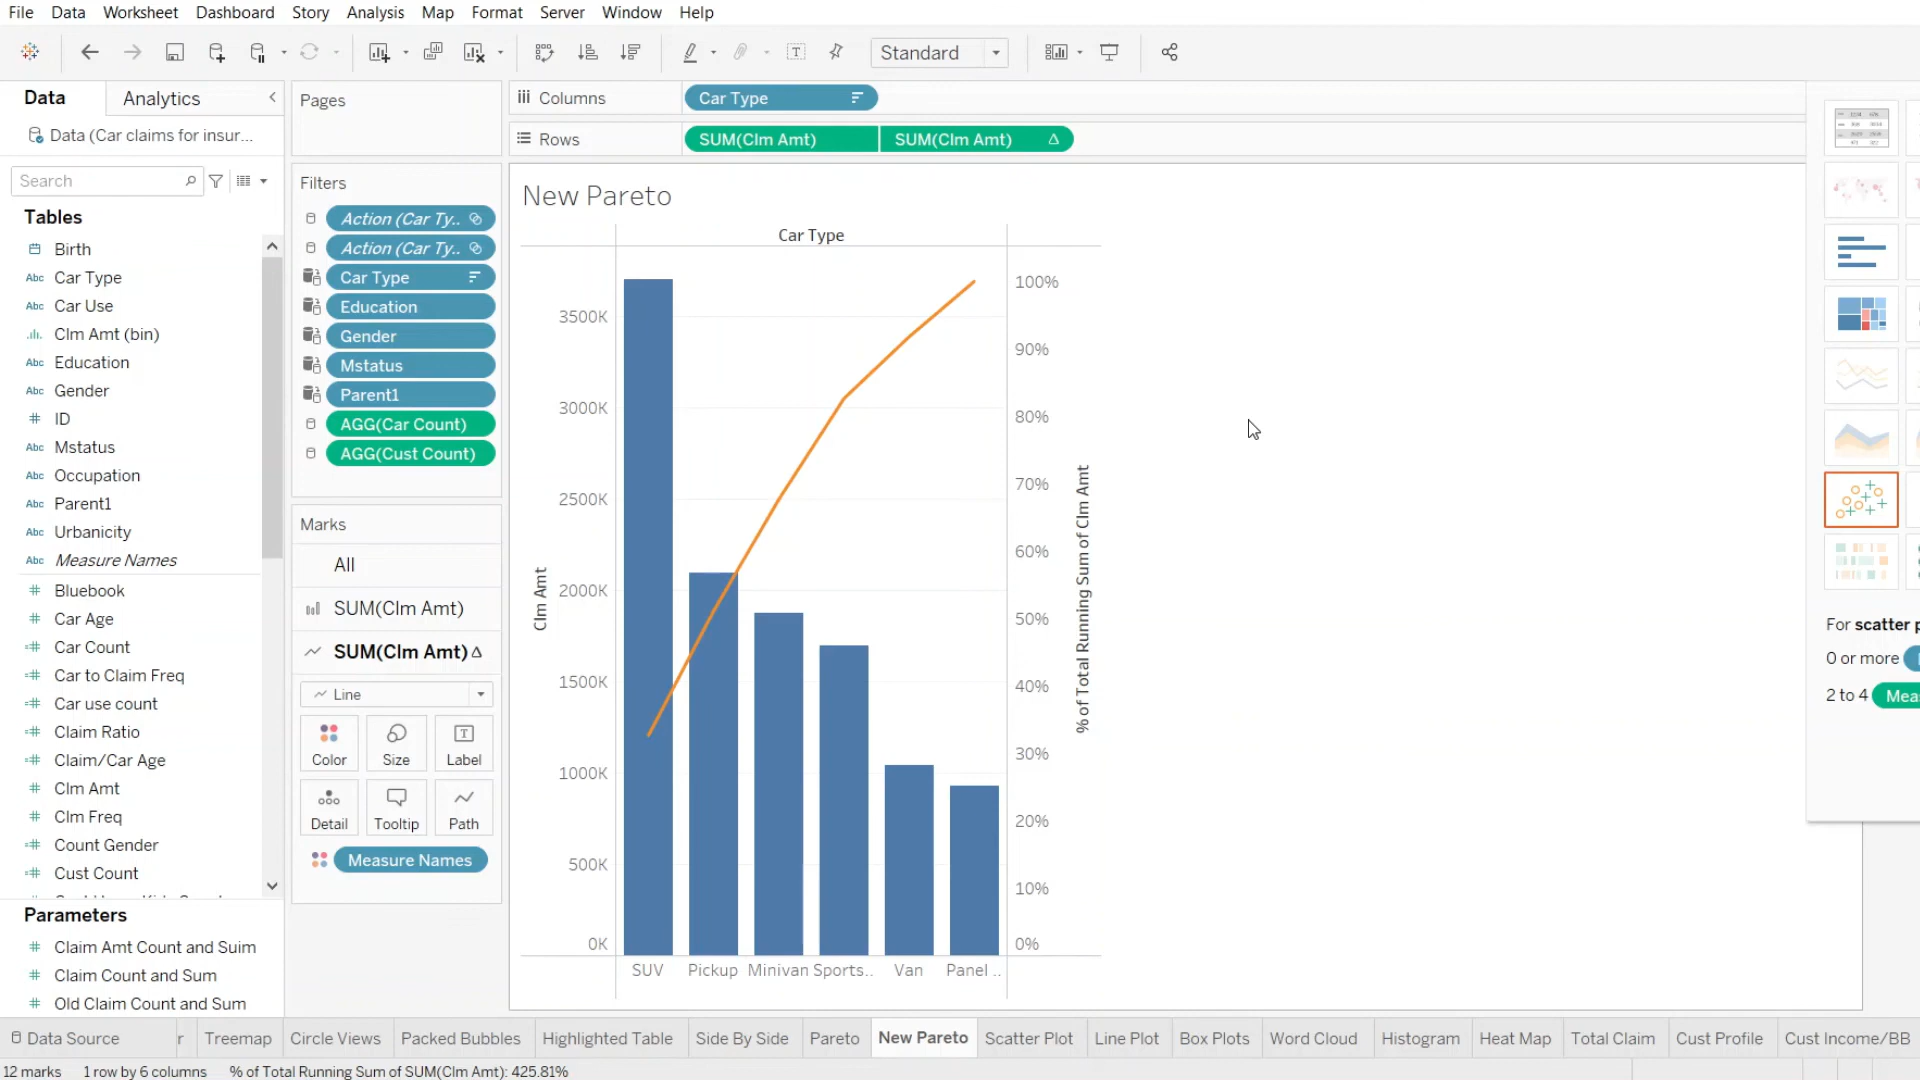 File Data Worksheet Dashboard Story Analysis Map Format Server Window Help
Standard
Data Analytics
Data (Car claims for insur...
Search
Tables
Birth
Abc Car Type
Abc Car Use
Clm Amt (bin)
Abc Education
Abc Gender
# ID
Abc Mstatus
Abc Occupation
Abc Parent1
Abc Urbanicity
Abc Measure Names
# Bluebook
# Car Age
=# Car Count
=# Car to Claim Freq
=# Car use count
=# Claim Ratio
=# Claim/Car Age
# Clm Amt
# Clm Freq
=# Count Gender
=# Cust Count
Parameters
# Claim Amt Count and Suim
# Claim Count and Sum
# Old Claim Count and Sum
Pages
Filters
Action (Car Ty..
Action (Car Ty..
Car Type
Education
Gender
Mstatus
Parent1
AGG(Car Count)
AGG(Cust Count)
Marks
All
SUM(Clm Amt)
SUM(Clm Amt) Δ
Line
Color Size Label
Detail Tooltip Path
Measure Names
Columns Car Type
Rows SUM(Clm Amt) SUM(Clm Amt) Δ
New Pareto
Car Type
3500K
3000K
2500K
2000K
1500K
1000K
500K
0K
Clm Amt
100%
90%
80%
70%
60%
50%
40%
30%
20%
10%
0%
% of Total Running Sum of Clm Amt
SUV Pickup Minivan Sports.. Van Panel ..
For scatter p
0 or more
2 to 4 Meas
Data Source r Treemap Circle Views Packed Bubbles Highlighted Table Side By Side Pareto New Pareto Scatter Plot Line Plot Box Plots Word Cloud Histogram Heat Map Total Claim Cust Profile Cust Income/BB
12 marks 1 row by 6 columns % of Total Running Sum of SUM(Clm Amt): 425.81%